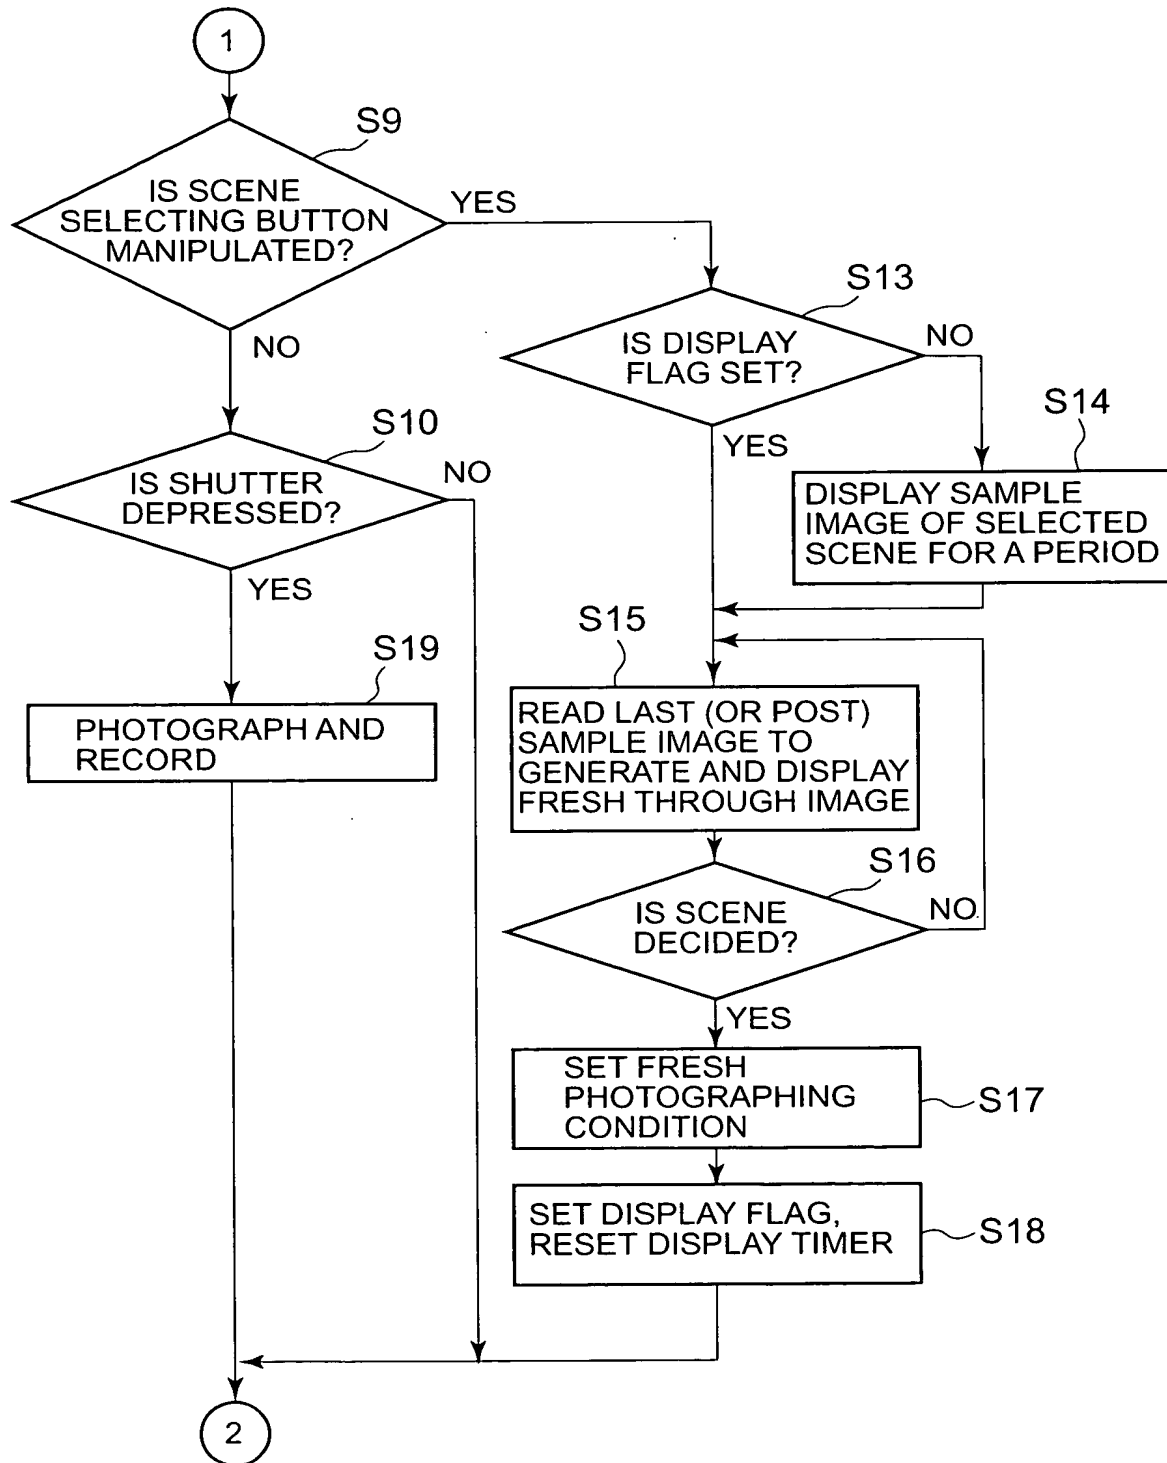 1
S9
IS SCENE
SELECTING BUTTON
MANIPULATED?
YES
NO
S13
IS DISPLAY
FLAG SET?
NO
YES
S14
DISPLAY SAMPLE
IMAGE OF SELECTED
SCENE FOR A PERIOD
S10
IS SHUTTER
DEPRESSED?
NO
YES
S19
PHOTOGRAPH AND
RECORD
S15
READ LAST (OR POST)
SAMPLE IMAGE TO
GENERATE AND DISPLAY
FRESH THROUGH IMAGE
S16
IS SCENE
DECIDED?
NO
YES
SET FRESH
PHOTOGRAPHING
CONDITION
S17
SET DISPLAY FLAG,
RESET DISPLAY TIMER
S18
2